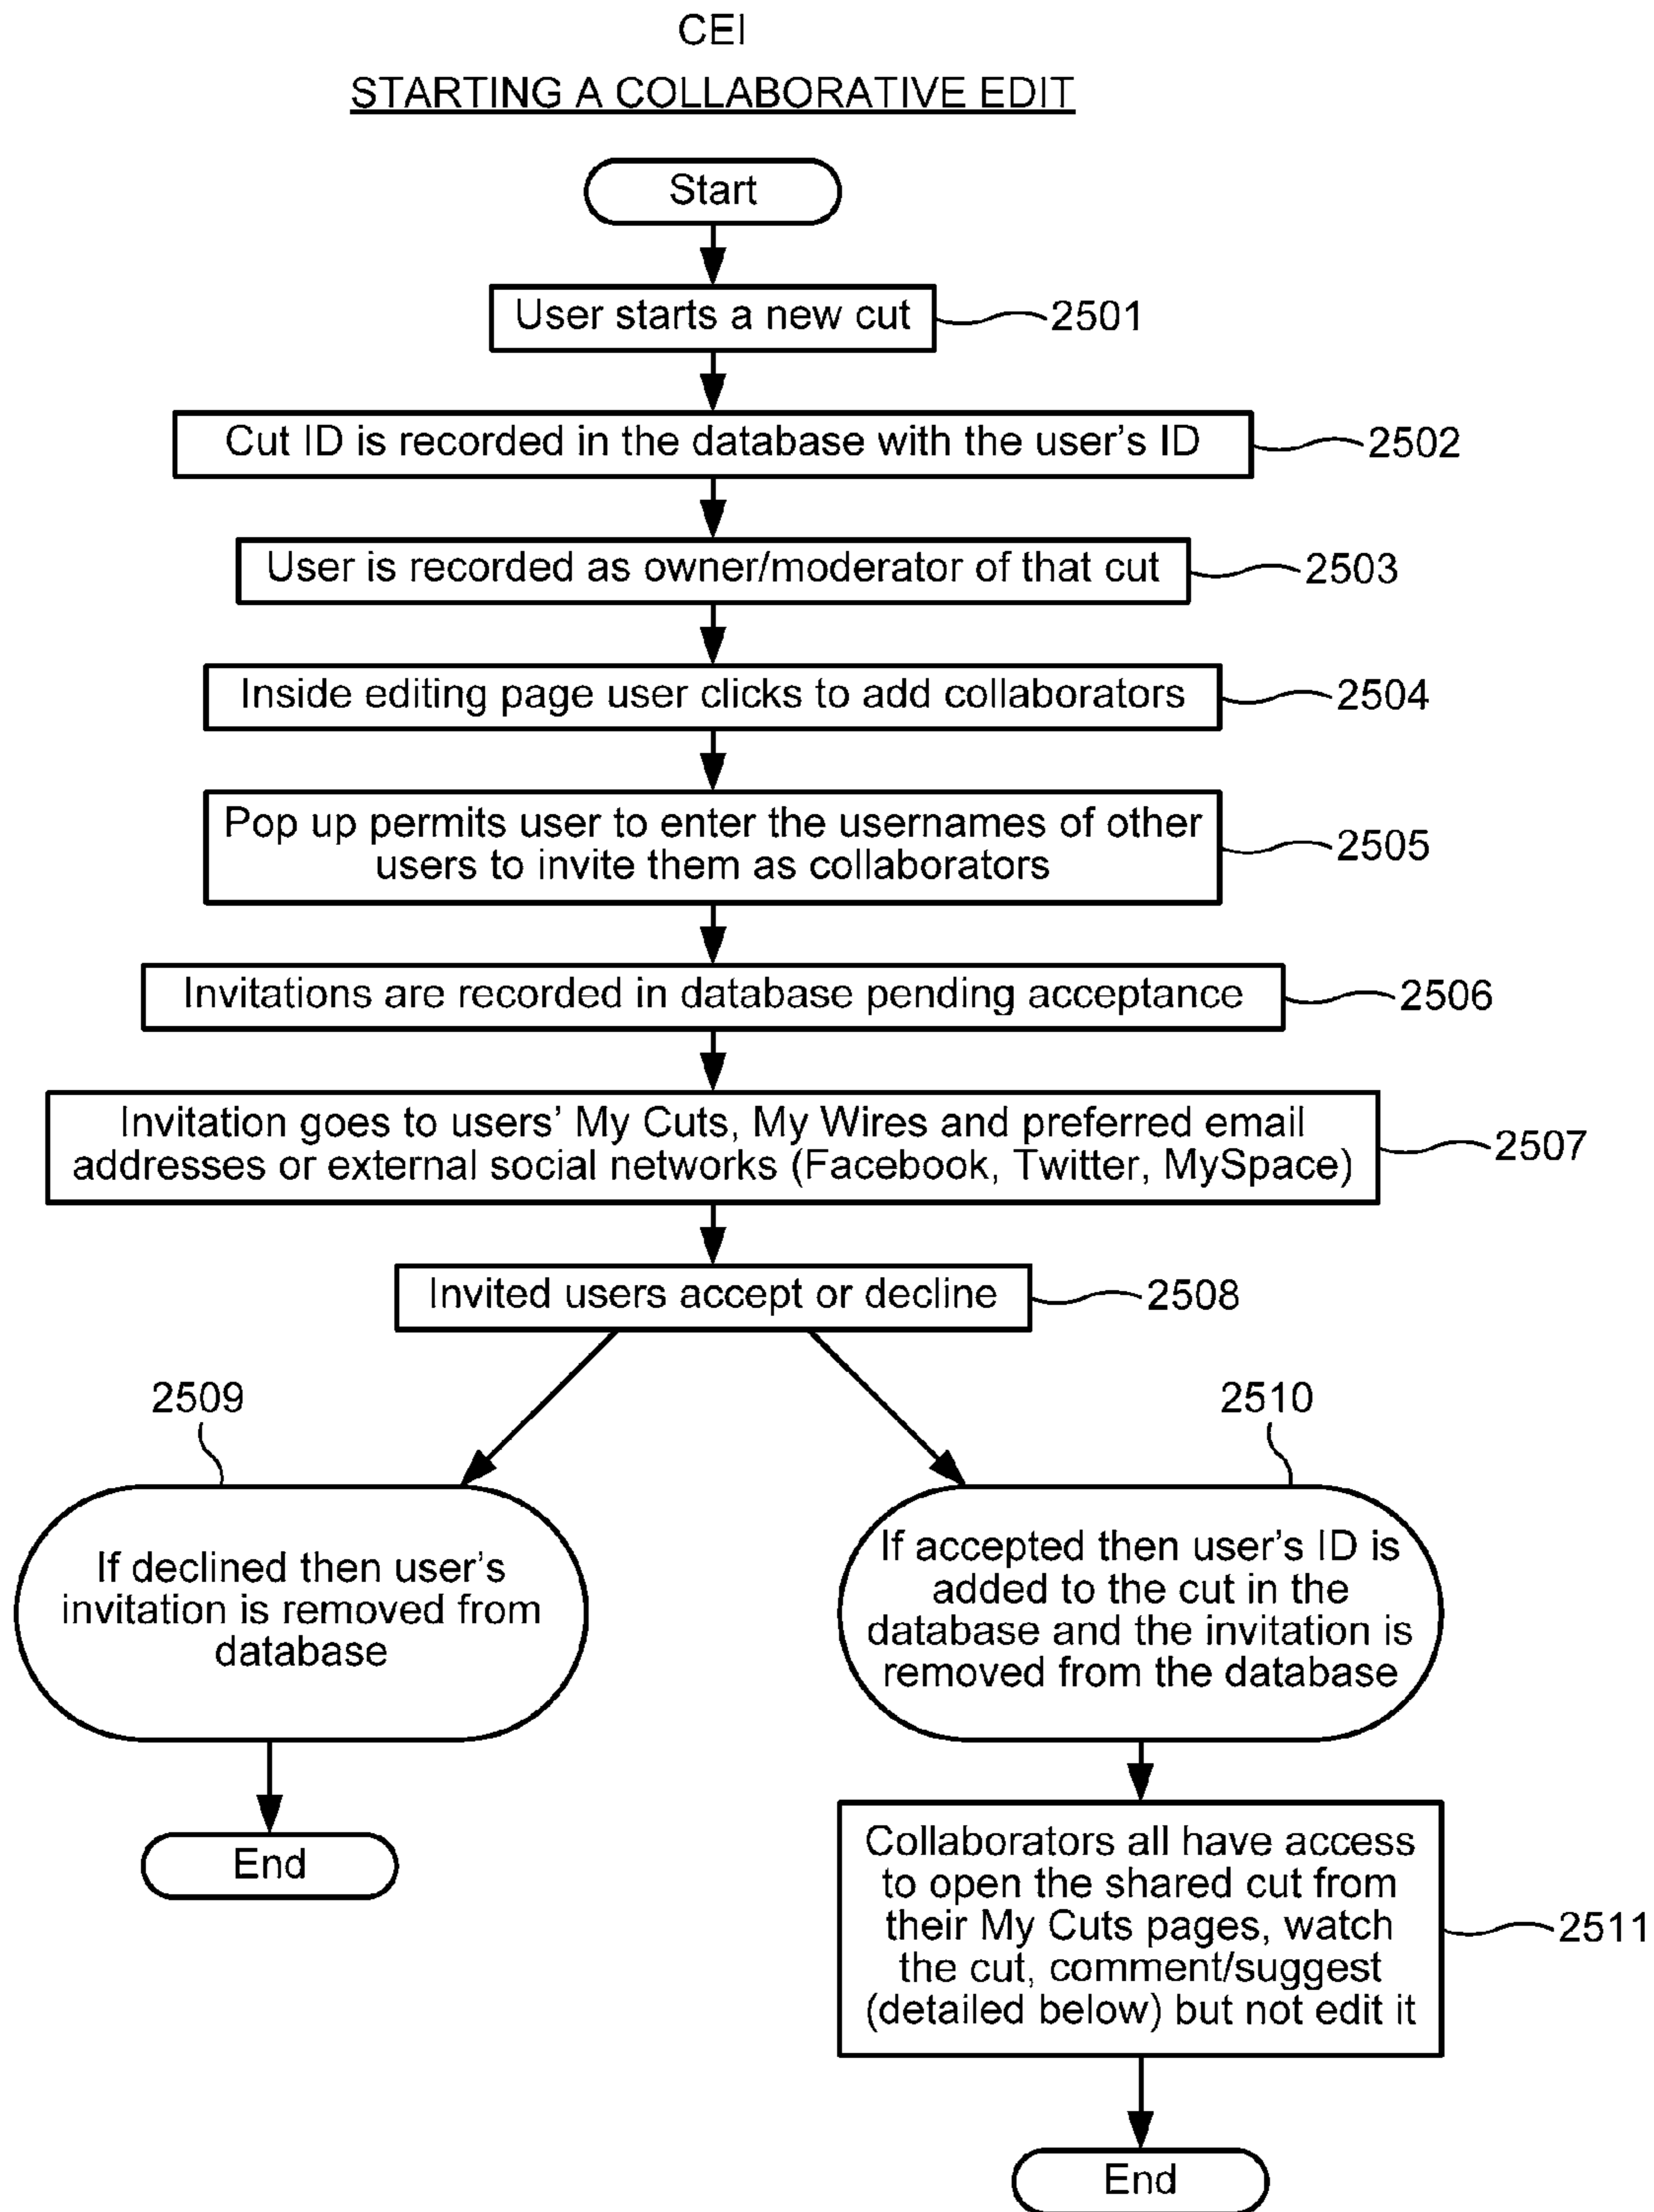 CEI
STARTING A COLLABORATIVE EDIT
Start
User starts a new cut
2501
Cut ID is recorded in the database with the user's ID
2502
User is recorded as owner/moderator of that cut
2503
Inside editing page user clicks to add collaborators
2504
Pop up permits user to enter the usernames of other
users to invite them as collaborators
2505
Invitations are recorded in database pending acceptance
2506
Invitation goes to users' My Cuts, My Wires and preferred email
addresses or external social networks (Facebook, Twitter, MySpace)
2507
Invited users accept or decline
2508
2509
If declined then user's
invitation is removed from
database
End
2510
If accepted then user's ID is
added to the cut in the
database and the invitation is
removed from the database
Collaborators all have access
to open the shared cut from
their My Cuts pages, watch
the cut, comment/suggest
(detailed below) but not edit it
2511
End